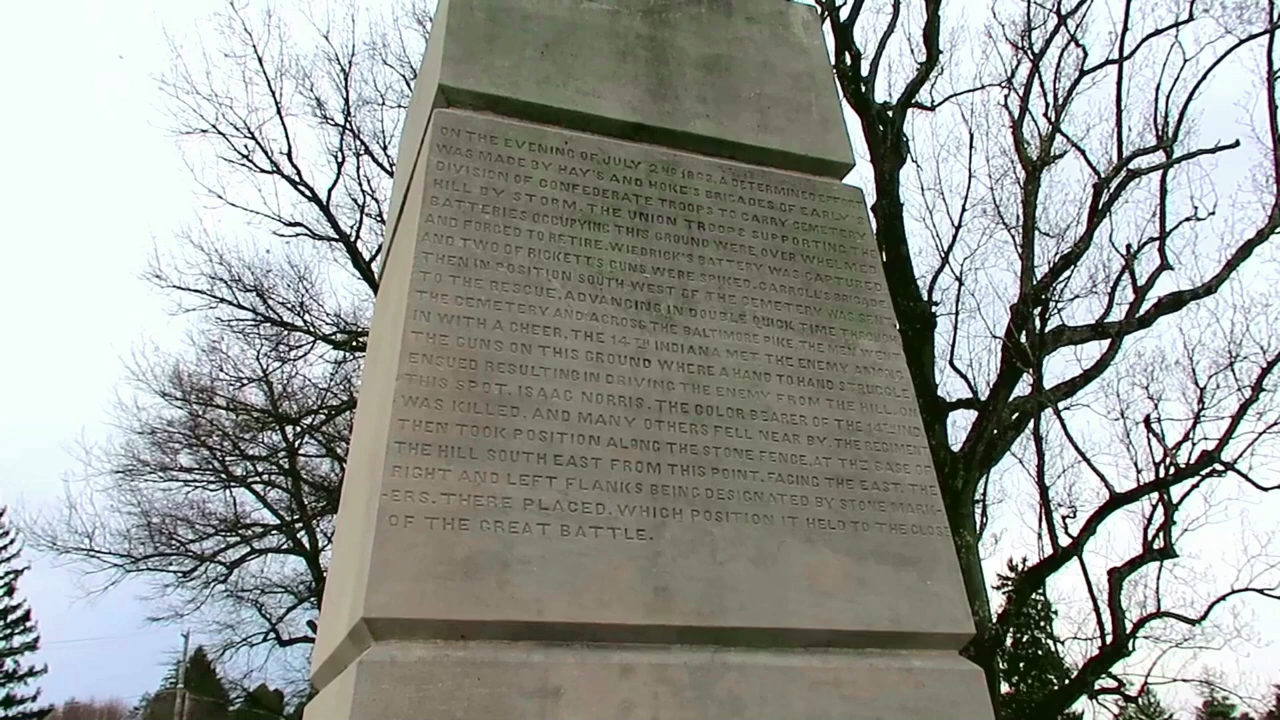 ON THE EVENING OF JULY 2ND 1863. A DETERMINED EFFORT
WAS MADE BY HAY'S AND HOKE'S BRIGADES OF EARLY'S
DIVISION OF CONFEDERATE TROOPS TO CARRY CEMETERY
HILL BY STORM. THE UNION TROOPS SUPPORTING THE
BATTERIES OCCUPYING THIS GROUND WERE OVER WHELMED
AND FORCED TO RETIRE. WIEDRICK'S BATTERY WAS CAPTURED
AND TWO OF RICKETT'S GUNS WERE SPIKED. CARROLL'S BRIGADE
THEN IN POSITION SOUTH WEST OF THE CEMETERY WAS SENT
TO THE RESCUE, ADVANCING IN DOUBLE QUICK TIME THROUGH
THE CEMETERY AND ACROSS THE BALTIMORE PIKE, THE MEN WENT
IN WITH A CHEER. THE 14TH INDIANA MET THE ENEMY AMONG
THE GUNS ON THIS GROUND WHERE A HAND TO HAND STRUGGLE
ENSUED RESULTING IN DRIVING THE ENEMY FROM THE HILL. ON
THIS SPOT. ISAAC NORRIS. THE COLOR BEARER OF THE 14TH IND
WAS KILLED. AND MANY OTHERS FELL NEAR BY. THE REGIMENT
THEN TOOK POSITION ALONG THE STONE FENCE, AT THE BASE OF
THE HILL SOUTH EAST FROM THIS POINT. FACING THE EAST. THE
RIGHT AND LEFT FLANKS BEING DESIGNATED BY STONE MARK-
-ERS. THERE PLACED. WHICH POSITION IT HELD TO THE CLOSE
OF THE GREAT BATTLE.